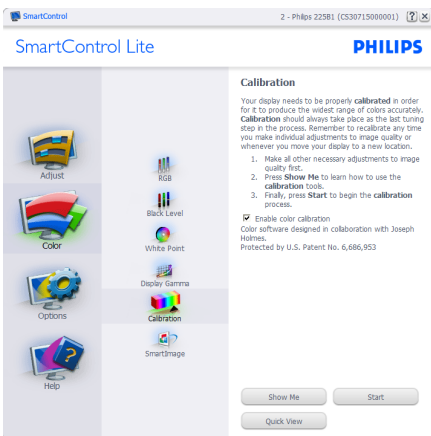 SmartControl
2 - Philips 225B1 (CS30715000001)
SmartControl Lite
PHILIPS
Adjust
Color
Options
Help
RGB
Black Level
White Point
Display Gamma
Calibration
SmartImage
Calibration
Your display needs to be properly calibrated in order
for it to produce the widest range of colors accurately.
Calibration should always take place as the last tuning
step in the process. Remember to recalibrate any time
you make individual adjustments to image quality or
whenever you move your display to a new location.
1. Make all other necessary adjustments to image
quality first.
2. Press Show Me to learn how to use the
calibration tools.
3. Finally, press Start to begin the calibration
process.
Enable color calibration
Color software designed in collaboration with Joseph
Holmes.
Protected by U.S. Patent No. 6,686,953
Show Me
Start
Quick View